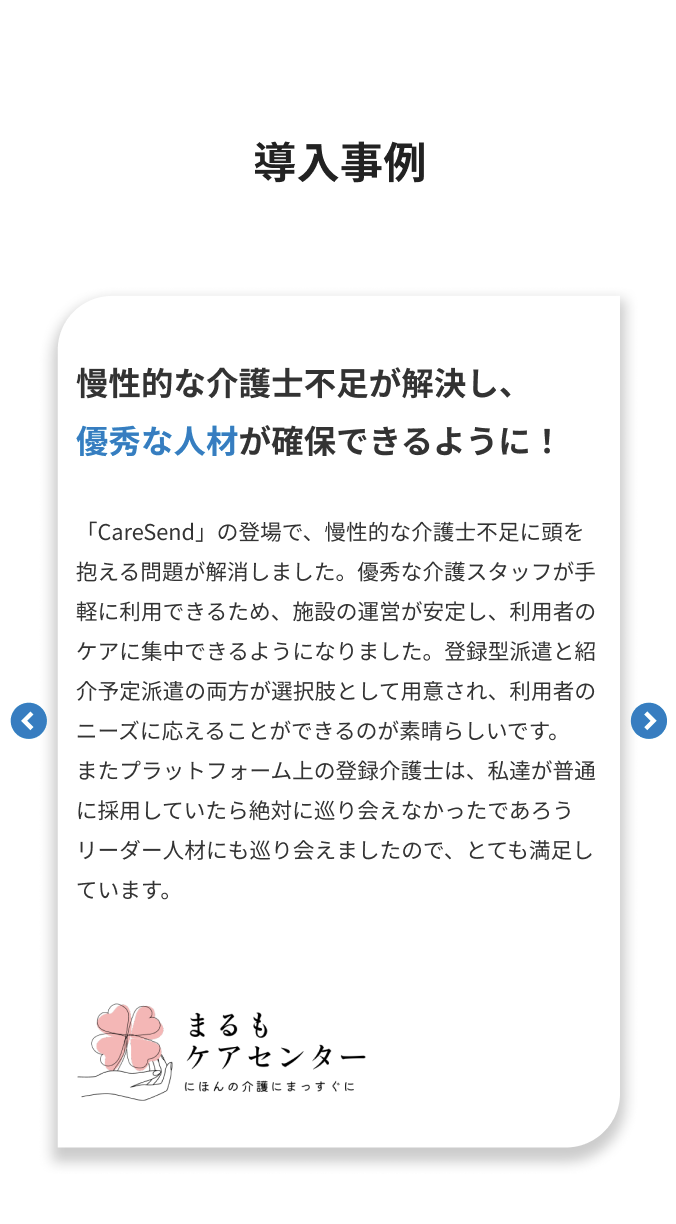 導入事例
慢性的な介護士不足が解決し、
優秀な人材が確保できるように！
「CareSend」の登場で、慢性的な介護士不足に頭を
抱える問題が解消しました。優秀な介護スタッフが手
軽に利用できるため、施設の運営が安定し、利用者の
ケアに集中できるようになりました。登録型派遣と紹
介予定派遣の両方が選択肢として用意され、利用者の
ニーズに応えることができるのが素晴らしいです。
またプラットフォーム上の登録介護士は、私達が普通
に採用していたら絶対に巡り会えなかったであろう
リーダー人材にも巡り会えましたので、とても満足し
ています。
まるも
ケアセンター
にほんの介護にまっすぐに